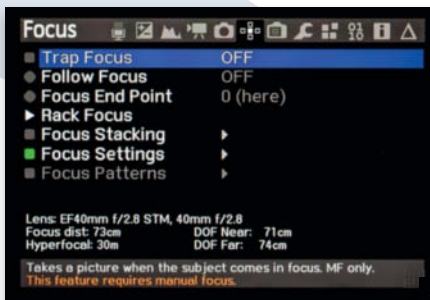 Focus
Trap Focus OFF
Follow Focus OFF
Focus End Point 0 (here)
Rack Focus
Focus Stacking
Focus Settings
Focus Patterns
Lens: EF40mm f/2.8 STM, 40mm f/2.8
Focus dist: 73cm DOF Near: 71cm
Hyperfocal: 30m DOF Far: 74cm
Takes a picture when the subject comes in focus. MF only.
This feature requires manual focus.